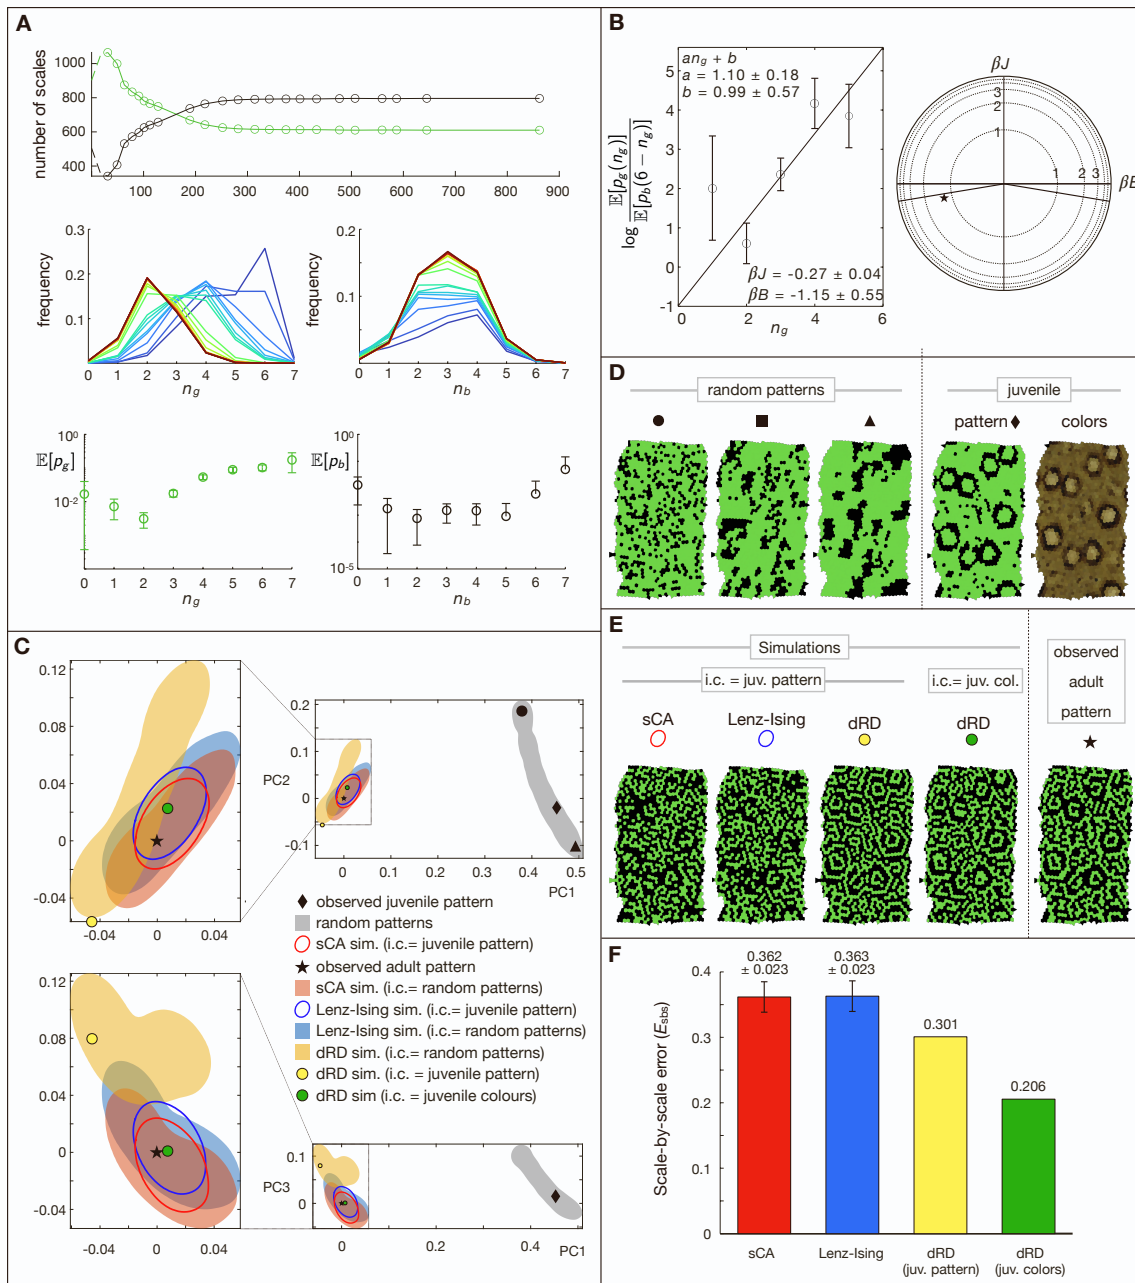 A
number of scales
1000
800
600
400
100 200 300 400 500 600 700 800 900
frequency
0.3
0.2
0.1
0 1 2 3 4 5 6 7
n_g
frequency
0.2
0.1
0
0 1 2 3 4 5 6 7
n_b
𝔼[p_g]
10^0
10^-2
0 1 2 3 4 5 6 7
n_g
𝔼[p_b]
10^0
10^-5
0 1 2 3 4 5 6 7
n_b
B
log 𝔼[p_g(n_g)] / 𝔼[p_b(6 − n_g)]
an_g + b
a = 1.10 ± 0.18
b = 0.99 ± 0.57
5
4
3
2
1
0
-1
βJ = -0.27 ± 0.04
βB = -1.15 ± 0.55
0 2 4 6
n_g
βJ
3
2
1
1 2 3
βB
C
0.12
0.08
0.04
0
-0.04
-0.04 0 0.04
PC2
0.2
0.1
0
-0.1
0 0.1 0.2 0.3 0.4 0.5
PC1
observed juvenile pattern
random patterns
sCA sim. (i.c.= juvenile pattern)
observed adult pattern
sCA sim. (i.c.= random patterns)
Lenz-Ising sim. (i.c.= juvenile pattern)
Lenz-Ising sim. (i.c.= random patterns)
dRD sim. (i.c.= random patterns)
dRD sim. (i.c.= juvenile pattern)
dRD sim (i.c.= juvenile colours)
0.12
0.08
0.04
0
-0.04
-0.04 0 0.04
PC3
0.1
0
0 0.2 0.4 0.5
PC1
D
random patterns
juvenile
pattern colors
E
Simulations
i.c. = juv. pattern
i.c. = juv. col.
observed
adult
pattern
sCA Lenz-Ising dRD dRD
F
Scale-by-scale error (E_sbs)
0.4
0.3
0.2
0.1
0
0.362
± 0.023
0.363
± 0.023
0.301
0.206
sCA
Lenz-Ising
dRD
(juv. pattern)
dRD
(juv. colors)